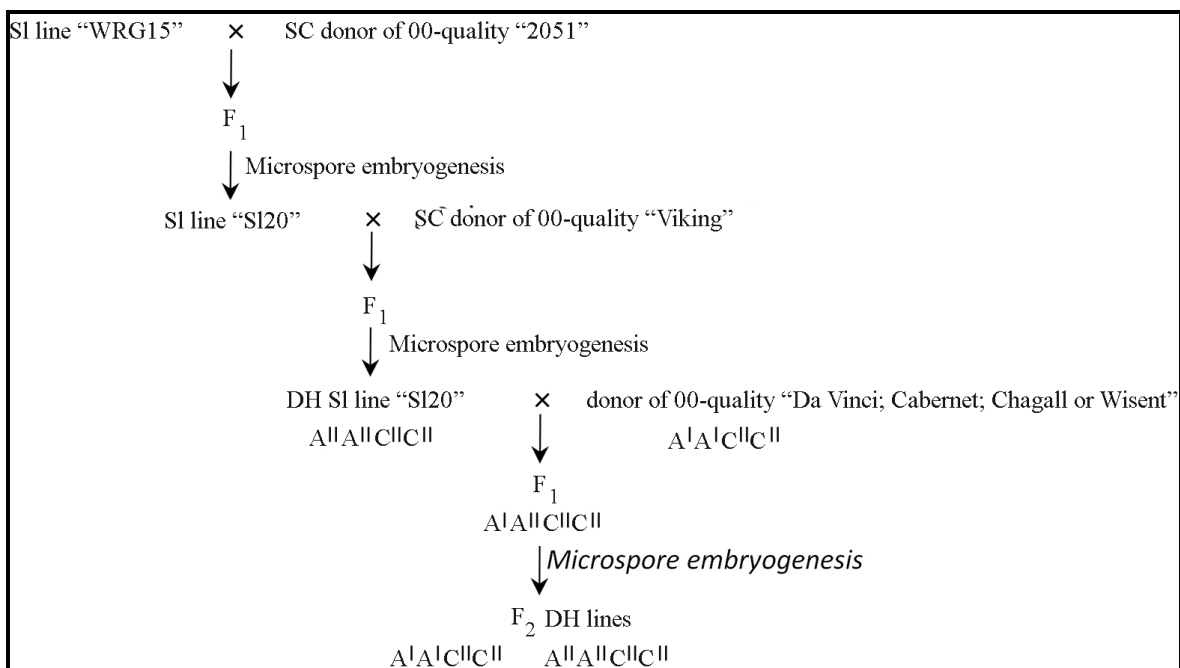 SI line “WRG15” × SC donor of 00-quality “2051”
F1
Microspore embryogenesis
SI line “SI20” × SC donor of 00-quality “Viking”
F1
Microspore embryogenesis
DH SI line “SI20” × donor of 00-quality “Da Vinci; Cabernet; Chagall or Wisent”
AIIAIICIICII AIAICIICII
F1
AIAIICIICII
Microspore embryogenesis
F2 DH lines
AIAICIICII AIIAIICIICII